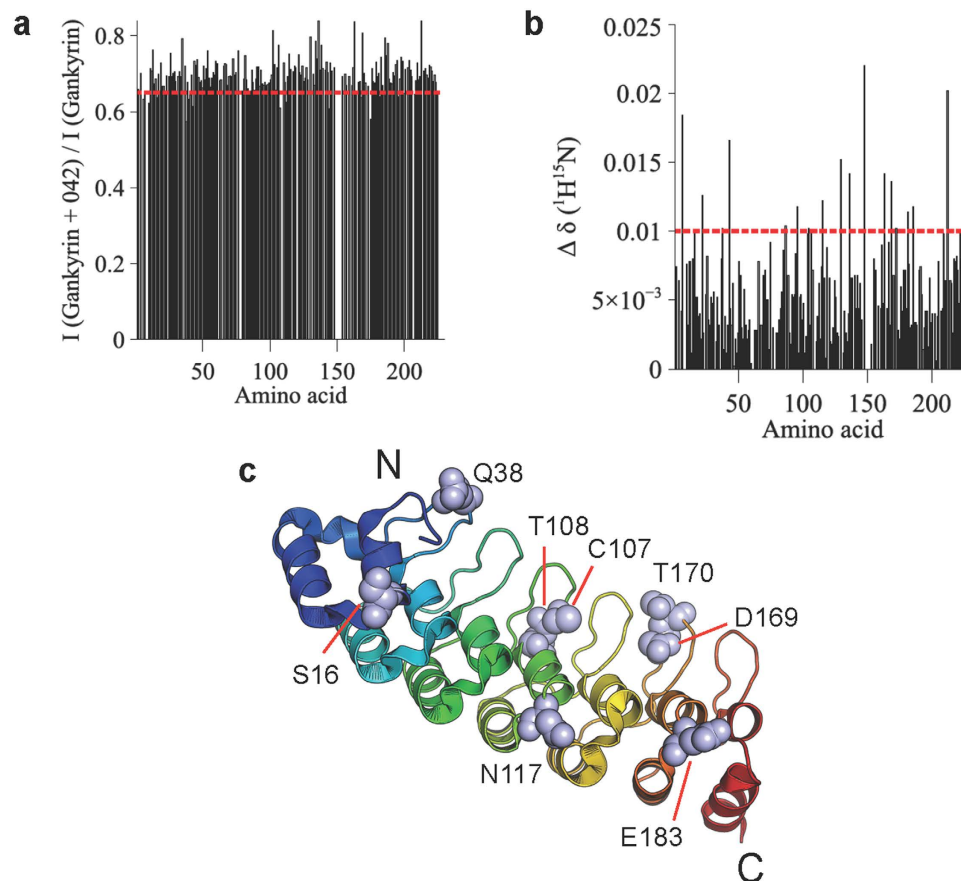 a
I (Gankyrin + 042) / I (Gankyrin)
0.8
0.6
0.4
0.2
0
50 100 150 200
Amino acid
b
Δ δ (¹H¹⁵N)
0.025
0.02
0.015
0.01
5×10⁻³
0
50 100 150 200
Amino acid
c
N
Q38
T108
C107
T170
D169
S16
N117
E183
C